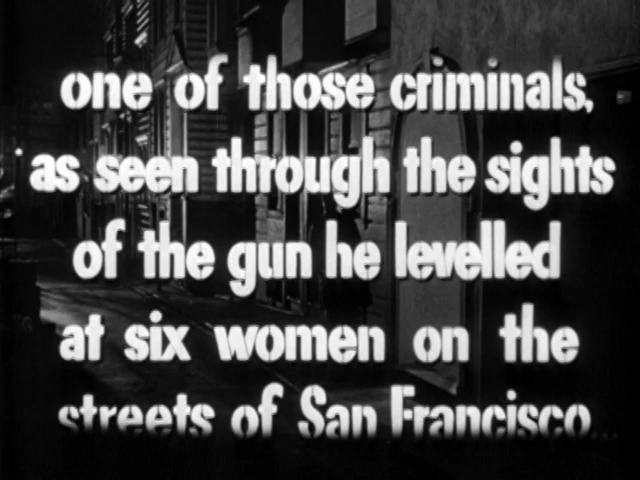 one of those criminals,
as seen through the sights
of the gun he levelled
at six women on the
streets of San Francisco...